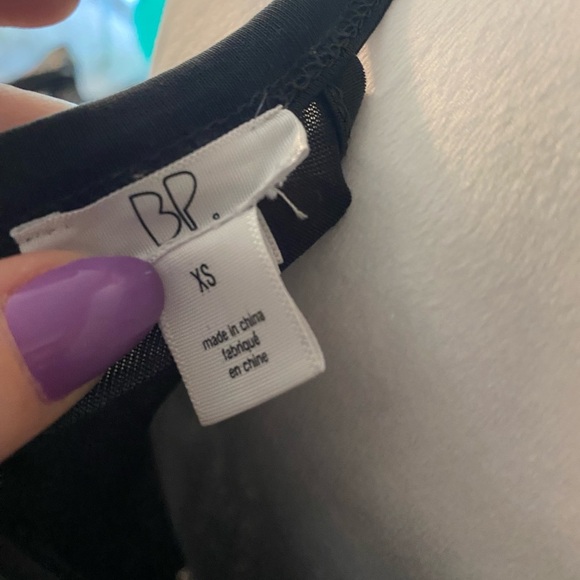 BP.
XS
made in china
fabriqué
en chine